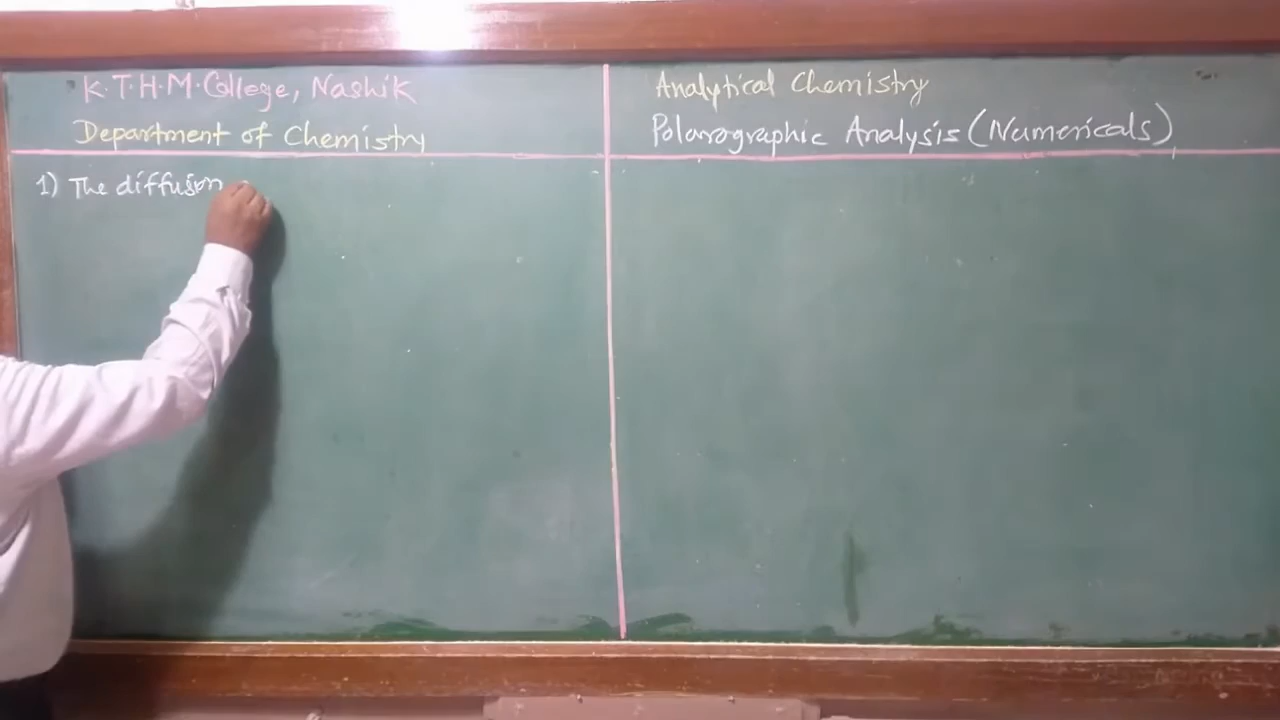 K.T.H.M. College, Nashik
Department of Chemistry
Analytical Chemistry
Polarographic Analysis (Numericals)
1) The diffusion